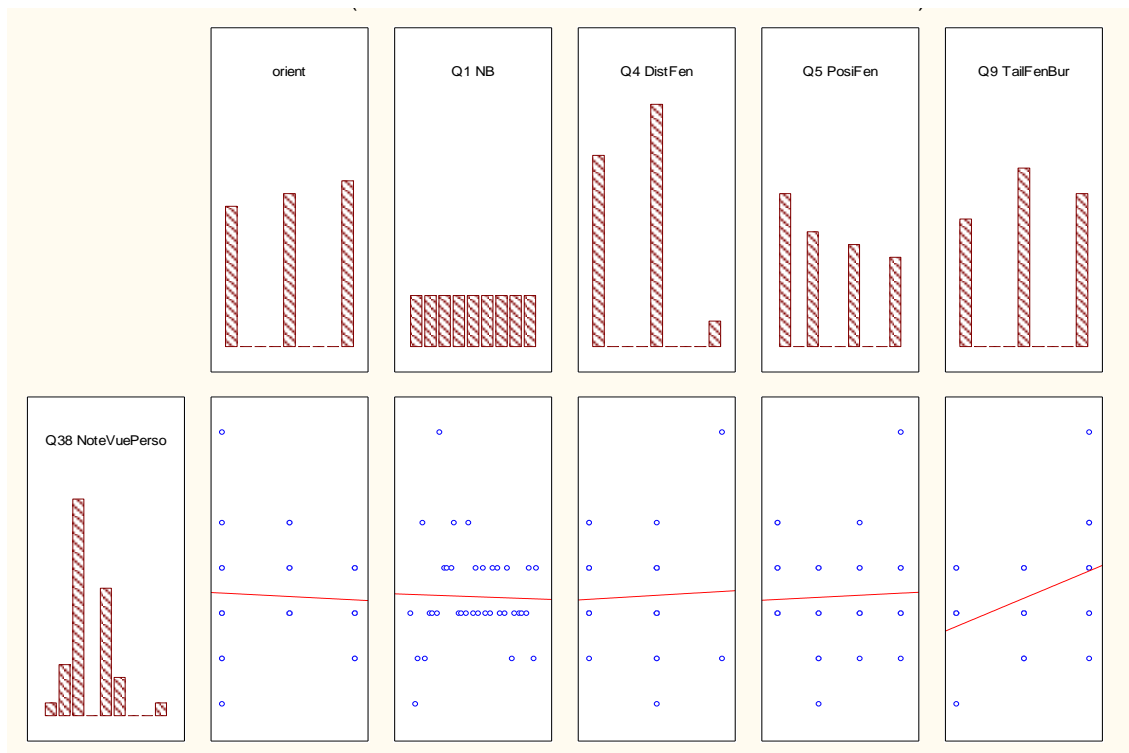 orient
Q1 NB
Q4 DistFen
Q5 PosiFen
Q9 TailFenBur
Q38 NoteVuePerso